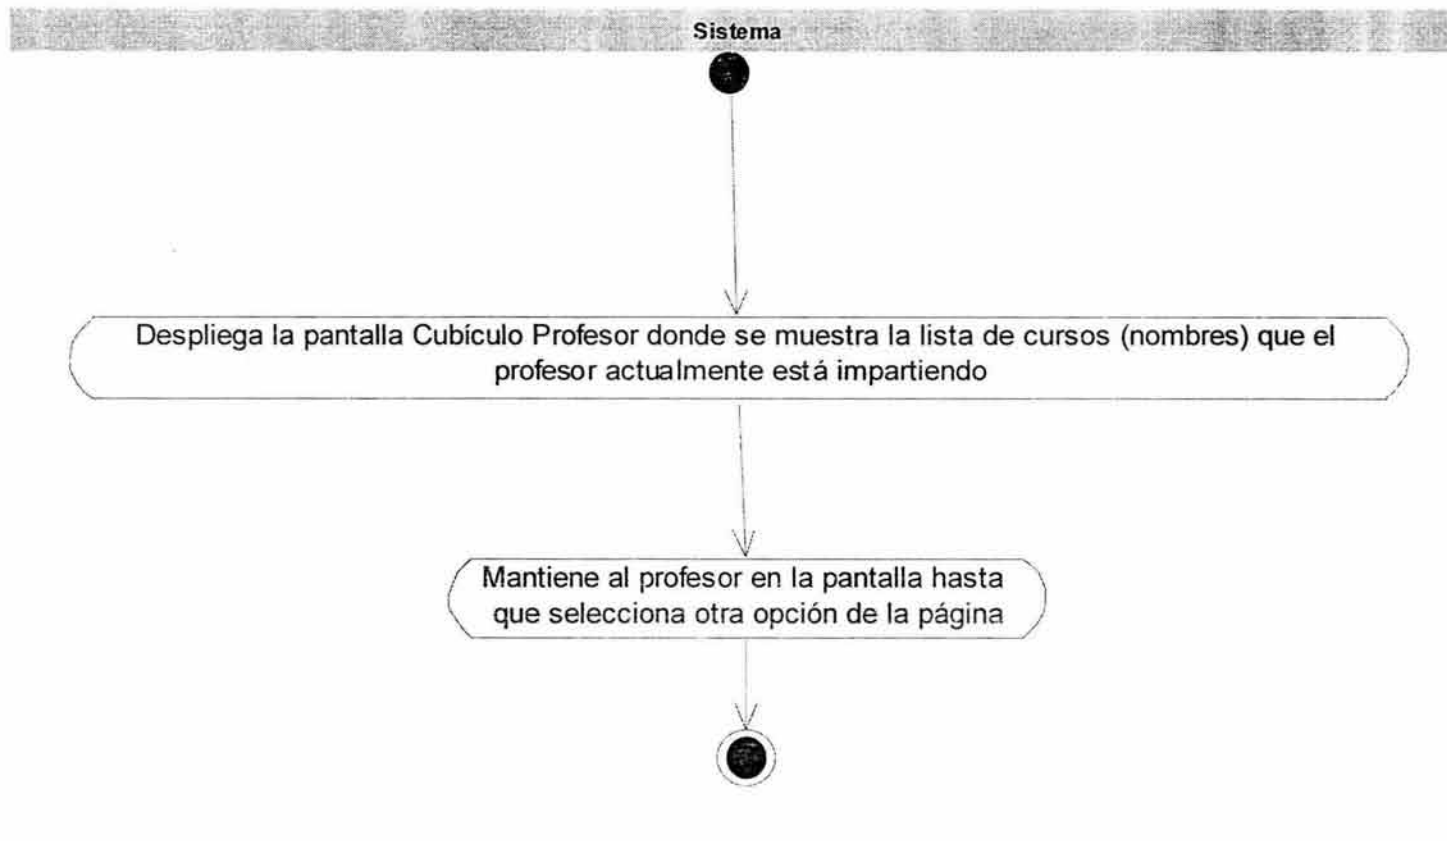 Sistema
Despliega la pantalla Cubículo Profesor donde se muestra la lista de cursos (nombres) que el
profesor actualmente está impartiendo
Mantiene al profesor en la pantalla hasta
que selecciona otra opción de la página